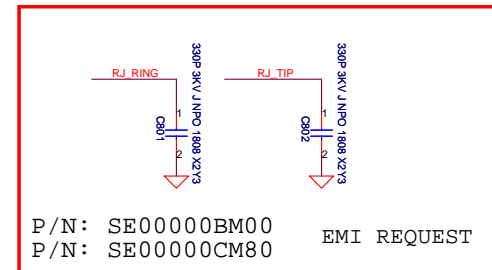 RJ_RING
1
C801
2
330P 3KV J NPO 1808 X2Y3
RJ_TIP
1
C802
2
330P 3KV J NPO 1808 X2Y3
P/N: SE00000BM00
P/N: SE00000CM80
EMI REQUEST